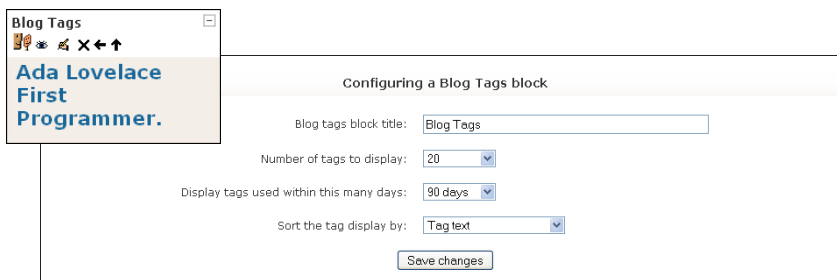 Blog Tags
Ada Lovelace
First
Programmer.
Configuring a Blog Tags block
Blog tags block title: Blog Tags
Number of tags to display: 20
Display tags used within this many days: 90 days
Sort the tag display by: Tag text
Save changes